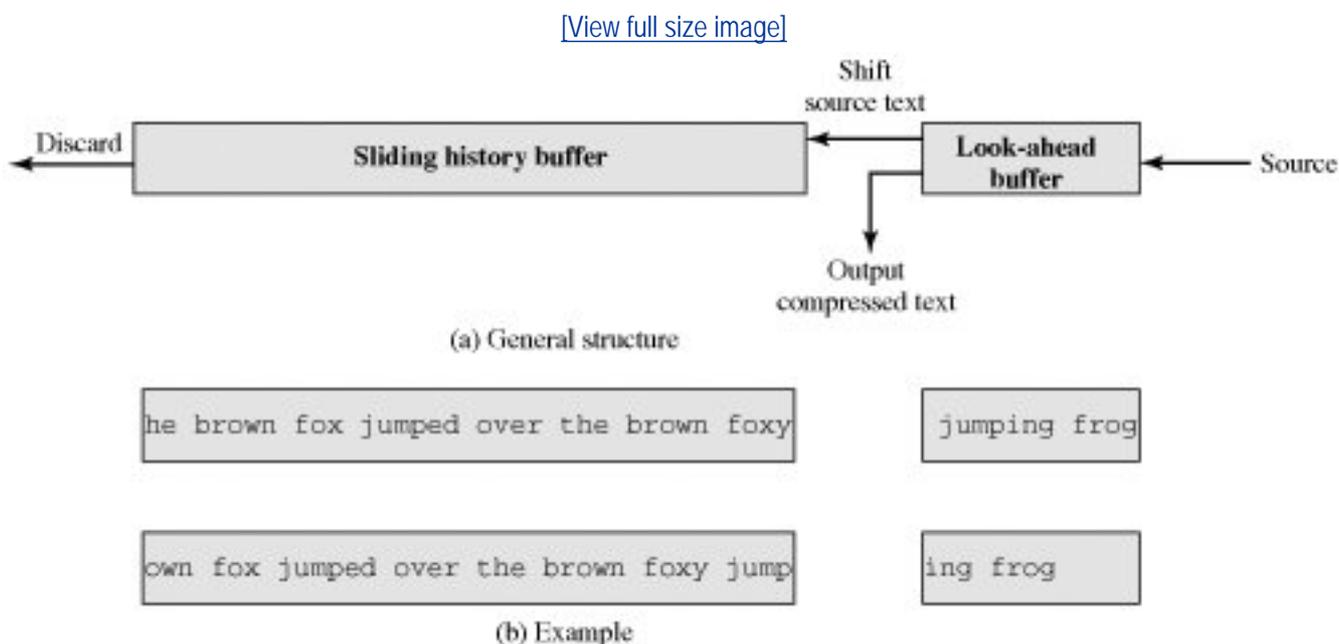 [View full size image]
Shift
source text
Discard
Sliding history buffer
Look-ahead
buffer
Source
Output
compressed text
(a) General structure
he brown fox jumped over the brown foxy
jumping frog
own fox jumped over the brown foxy jump
ing frog
(b) Example